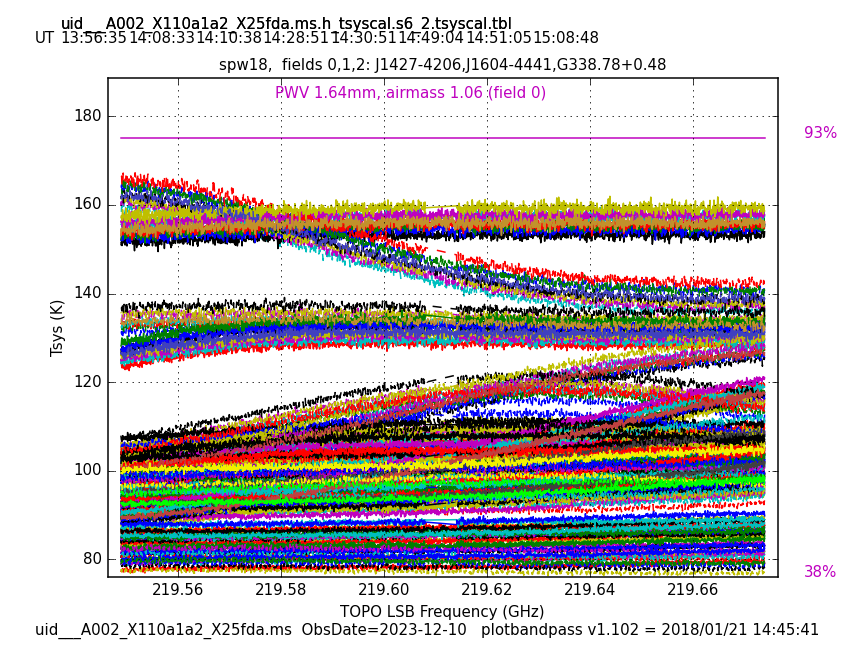 uid___A002_X110a1a2_X25fda.ms.h_tsyscal.s6_2.tsyscal.tbl
UT 13:56:35 14:08:33 14:10:38 14:28:51 14:30:51 14:49:04 14:51:05 15:08:48
spw18, fields 0,1,2: J1427-4206,J1604-4441,G338.78+0.48
PWV 1.64mm, airmass 1.06 (field 0)
180
93%
160
140
Tsys (K)
120
100
80
38%
219.56 219.58 219.60 219.62 219.64 219.66
TOPO LSB Frequency (GHz)
uid___A002_X110a1a2_X25fda.ms ObsDate=2023-12-10 plotbandpass v1.102 = 2018/01/21 14:45:41